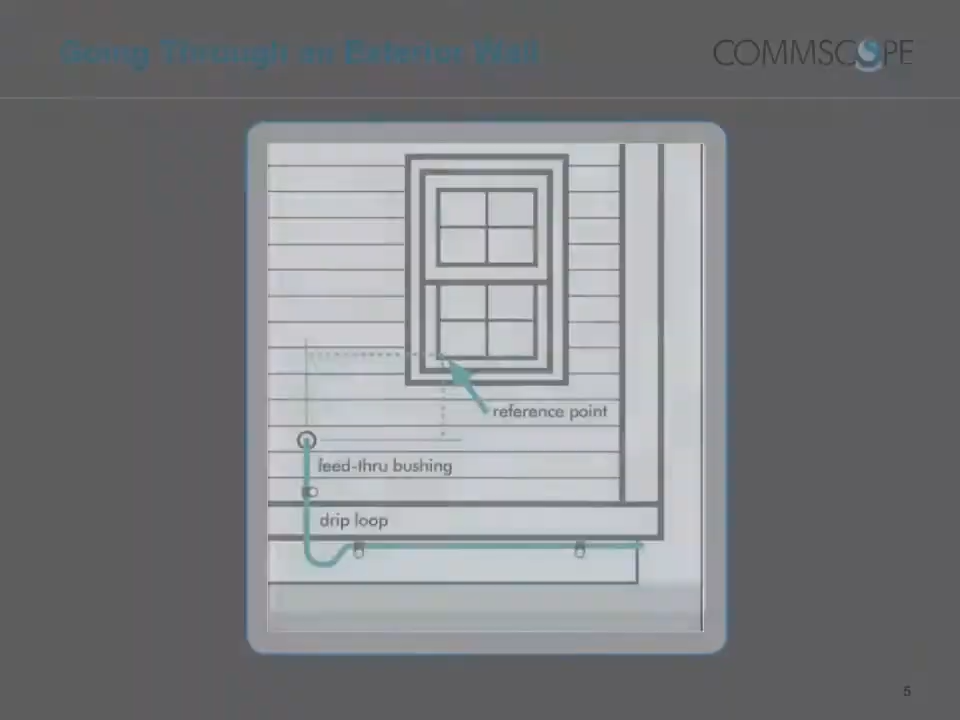 Going Through an Exterior Wall
COMMSCOPE
reference point
feed-thru bushing
drip loop
5